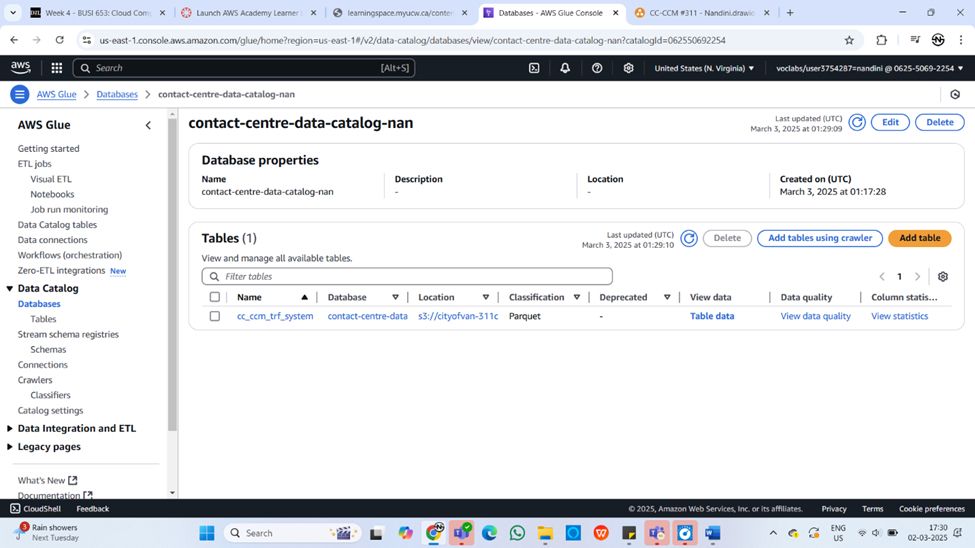 Week 4 - BUSI 653: Cloud Comp
Launch AWS Academy Learner
learningspace.myucw.ca/conten
Databases - AWS Glue Console
CC-CCM #311 - Nandini.drawio
us-east-1.console.aws.amazon.com/glue/home?region=us-east-1#/v2/data-catalog/databases/view/contact-centre-data-catalog-nan?catalogId=062550692254
aws
Search
[Alt+S]
United States (N. Virginia)
voclabs/user3754287=nandini @ 0625-5069-2254
AWS Glue
Databases
contact-centre-data-catalog-nan
AWS Glue
Getting started
ETL jobs
Visual ETL
Notebooks
Job run monitoring
Data Catalog tables
Data connections
Workflows (orchestration)
Zero-ETL integrations New
Data Catalog
Databases
Tables
Stream schema registries
Schemas
Connections
Crawlers
Classifiers
Catalog settings
Data Integration and ETL
Legacy pages
What's New
Documentation
contact-centre-data-catalog-nan
Last updated (UTC)
March 3, 2025 at 01:29:09
Edit
Delete
Database properties
Name
contact-centre-data-catalog-nan
Description
-
Location
-
Created on (UTC)
March 3, 2025 at 01:17:28
Tables (1)
Last updated (UTC)
March 3, 2025 at 01:29:10
Delete
Add tables using crawler
Add table
View and manage all available tables.
Filter tables
1
Name Database Location Classification Deprecated View data Data quality Column statis...
cc_ccm_trf_system contact-centre-data s3://cityofvan-311c Parquet - Table data View data quality View statistics
CloudShell Feedback © 2025, Amazon Web Services, Inc. or its affiliates. Privacy Terms Cookie preferences
3
Rain showers
Next Tuesday
Search
ENG
IN
17:30
02-03-2025